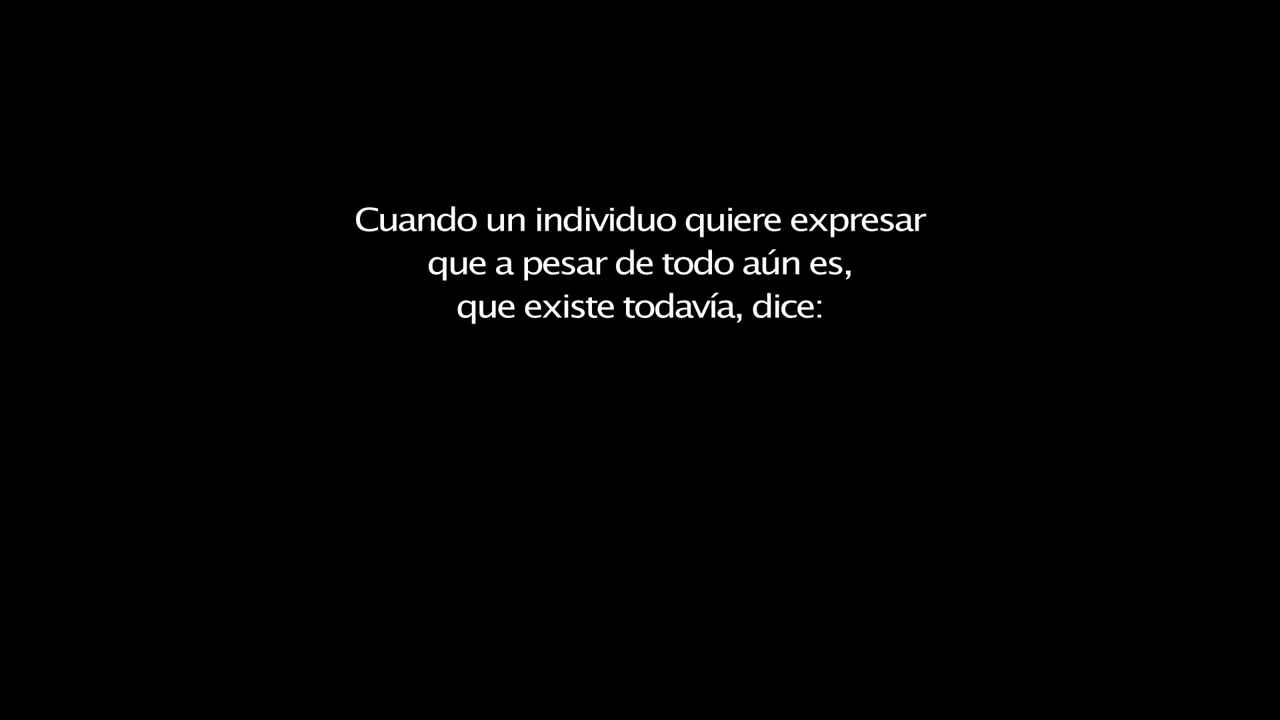 Cuando un individuo quiere expresar
que a pesar de todo aún es,
que existe todavía, dice: